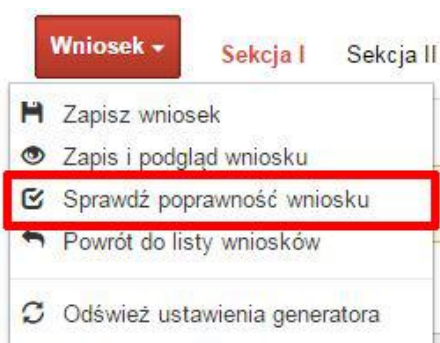 Wniosek Sekcja I Sekcja II
Zapisz wniosek
Zapis i podgląd wniosku
Sprawdź poprawność wniosku
Powrót do listy wniosków
Odśwież ustawienia generatora